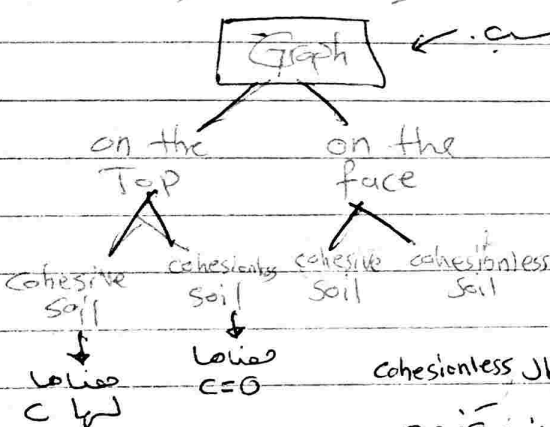 Graph
on the
Top
on the
face
cohesive
soil
cohesionless
soil
cohesive
soil
cohesionless
soil
معناها
لها C
معناها
C=0
ال cohesionless